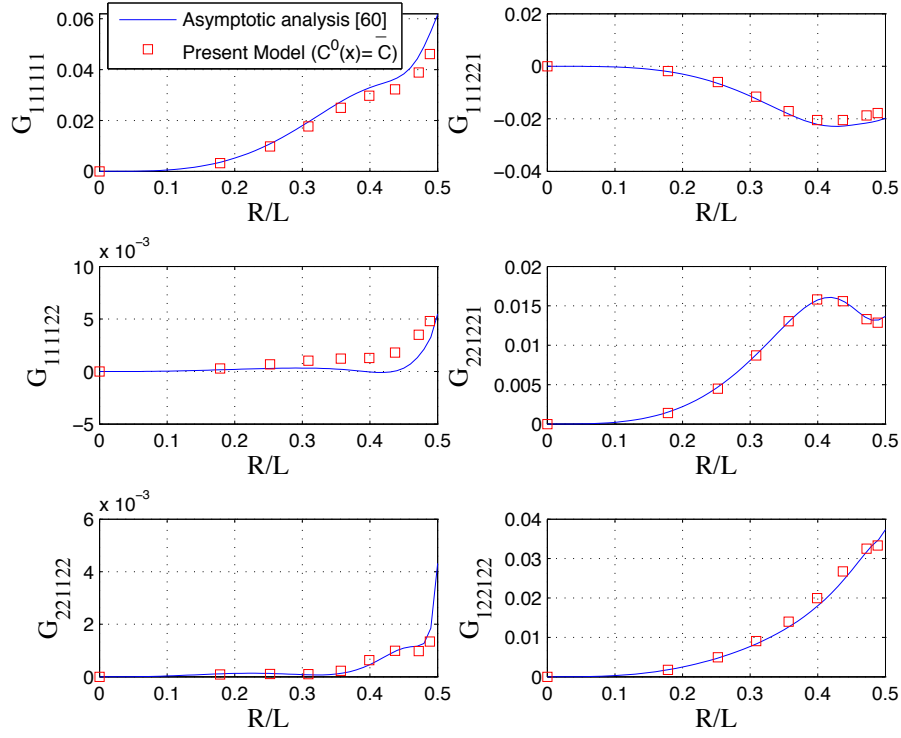 Asymptotic analysis [60]
Present Model (C⁰(x)= C̅)
0.06
0.04
0.02
0
G₁₁₁₁₁₁
0 0.1 0.2 0.3 0.4 0.5
R/L
0.02
0
−0.02
−0.04
G₁₁₁₂₂₁
0 0.1 0.2 0.3 0.4 0.5
R/L
x 10⁻³
10
5
0
−5
G₁₁₁₁₂₂
0 0.1 0.2 0.3 0.4 0.5
R/L
0.02
0.015
0.01
0.005
0
G₂₂₁₂₂₁
0 0.1 0.2 0.3 0.4 0.5
R/L
x 10⁻³
6
4
2
0
G₂₂₁₁₂₂
0 0.1 0.2 0.3 0.4 0.5
R/L
0.04
0.03
0.02
0.01
0
G₁₂₂₁₂₂
0 0.1 0.2 0.3 0.4 0.5
R/L